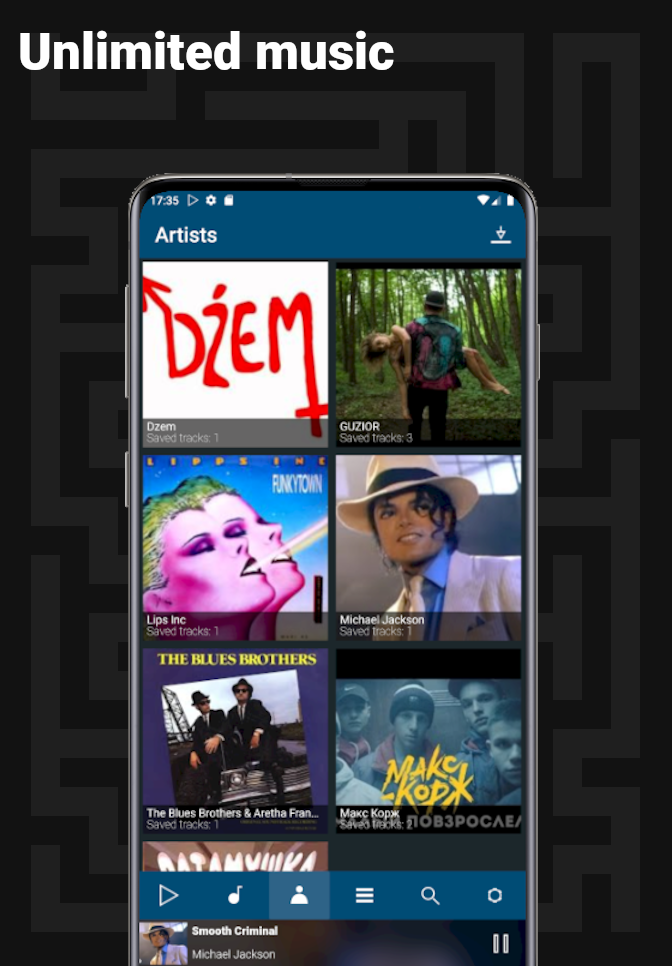 Unlimited music
17:35
Artists
DŻEM
Dzem
Saved tracks: 1
GUZIOR
Saved tracks: 3
LIPPS INC
FUNKYTOWN
Lips Inc
Saved tracks: 1
Michael Jackson
Saved tracks: 1
THE BLUES BROTHERS
The Blues Brothers & Aretha Fran...
Saved tracks: 1
МАКС
КОРЖ
ПОВЗРОСЛЕЛ
Макс Корж
Saved tracks: 2
Smooth Criminal
Michael Jackson